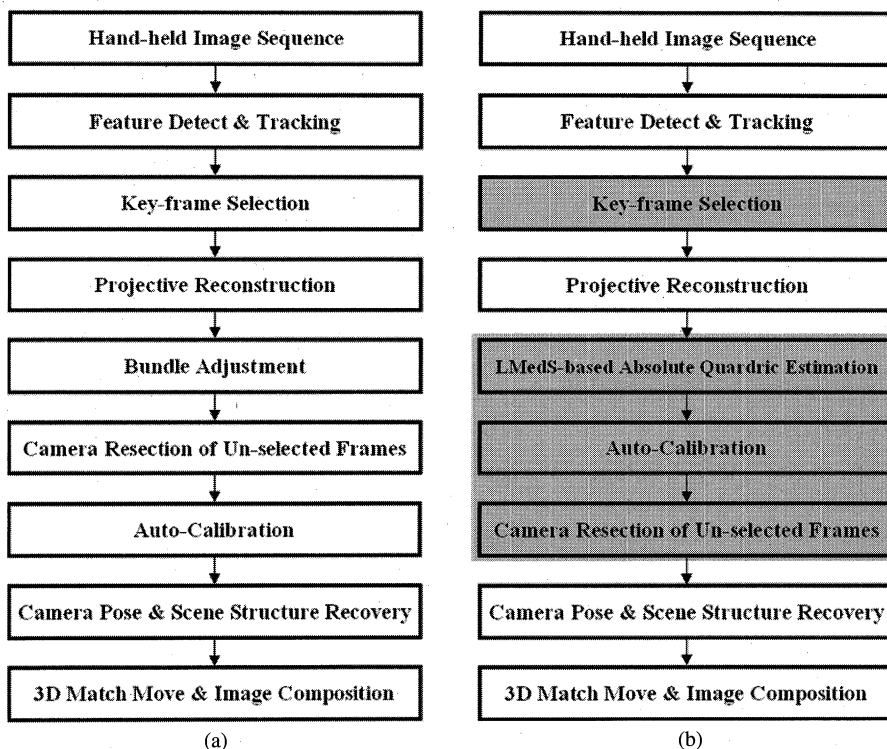 Hand-held Image Sequence
Feature Detect & Tracking
Key-frame Selection
Projective Reconstruction
Bundle Adjustment
Camera Resection of Un-selected Frames
Auto-Calibration
Camera Pose & Scene Structure Recovery
3D Match Move & Image Composition
(a)
Hand-held Image Sequence
Feature Detect & Tracking
Key-frame Selection
Projective Reconstruction
LMedS-based Absolute Quardric Estimation
Auto-Calibration
Camera Resection of Un-selected Frames
Camera Pose & Scene Structure Recovery
3D Match Move & Image Composition
(b)